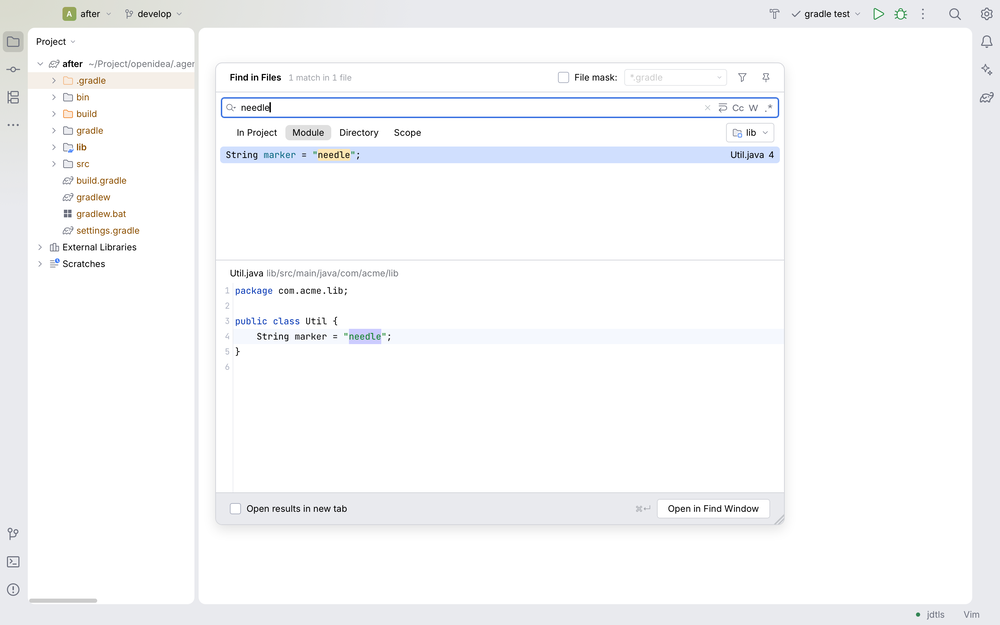 A after develop gradle test
Project
after ~/Project/openidea/.ager
.gradle
bin
build
gradle
lib
src
build.gradle
gradlew
gradlew.bat
settings.gradle
External Libraries
Scratches
Find in Files 1 match in 1 file File mask: *.gradle
needle Cc W .*
In Project Module Directory Scope lib
String marker = "needle"; Util.java 4
Util.java lib/src/main/java/com/acme/lib
1 package com.acme.lib;
2
3 public class Util {
4 String marker = "needle";
5 }
6
Open results in new tab ⌘↩ Open in Find Window
jdtls Vim